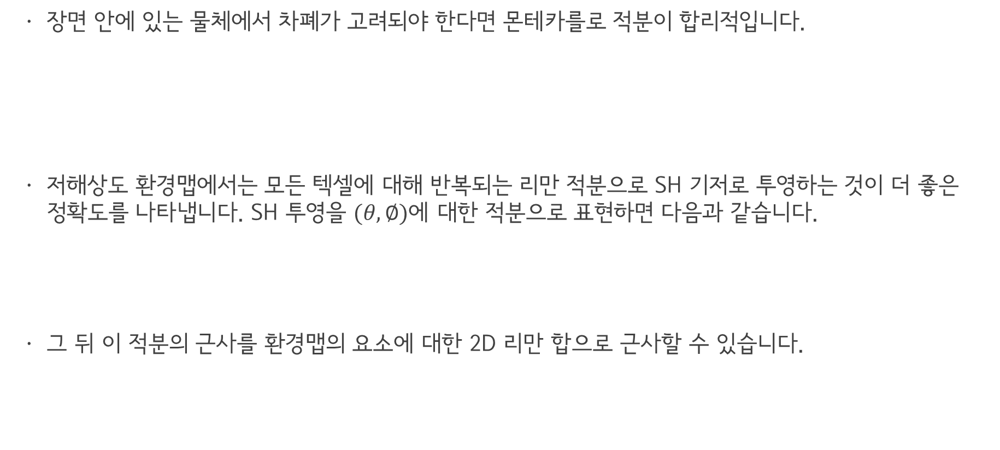 · 장면 안에 있는 물체에서 차폐가 고려되야 한다면 몬테카를로 적분이 합리적입니다.
· 저해상도 환경맵에서는 모든 텍셀에 대해 반복되는 리만 적분으로 SH 기저로 투영하는 것이 더 좋은
정확도를 나타냅니다. SH 투영을 (θ, ∅)에 대한 적분으로 표현하면 다음과 같습니다.
· 그 뒤 이 적분의 근사를 환경맵의 요소에 대한 2D 리만 합으로 근사할 수 있습니다.